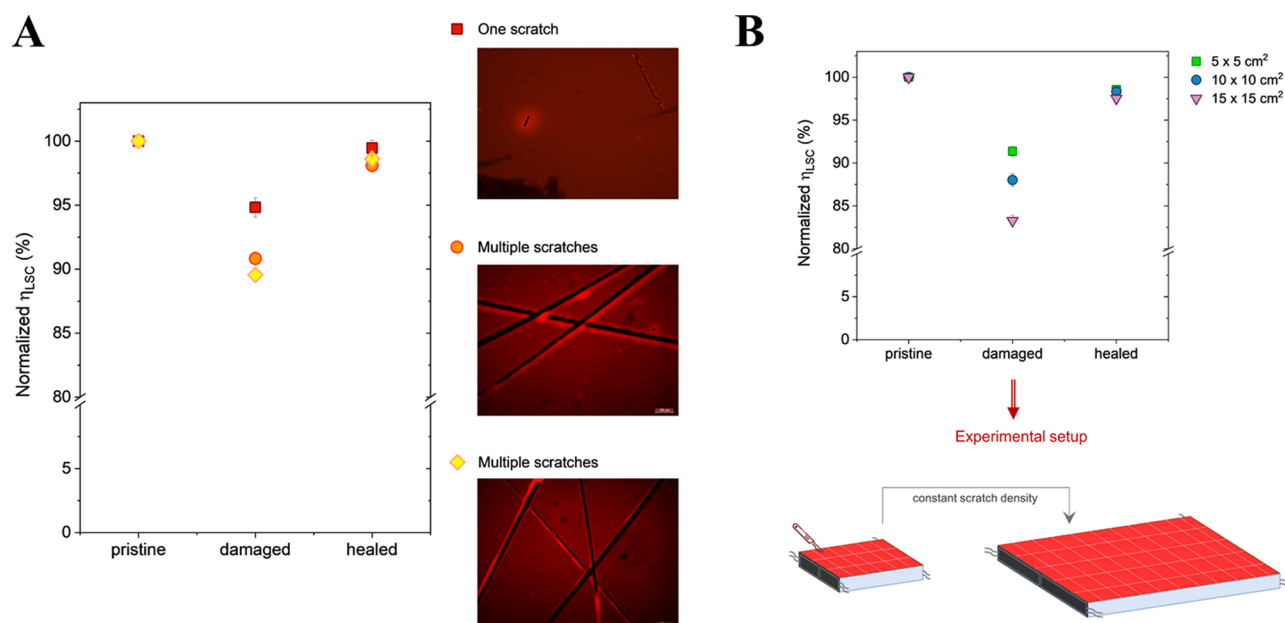 A
One scratch
Multiple scratches
Multiple scratches
Normalized η_LSC (%)
100
95
90
85
80
5
0
pristine damaged healed
B
5 x 5 cm²
10 x 10 cm²
15 x 15 cm²
Normalized η_LSC (%)
100
95
90
85
80
5
0
pristine damaged healed
Experimental setup
constant scratch density